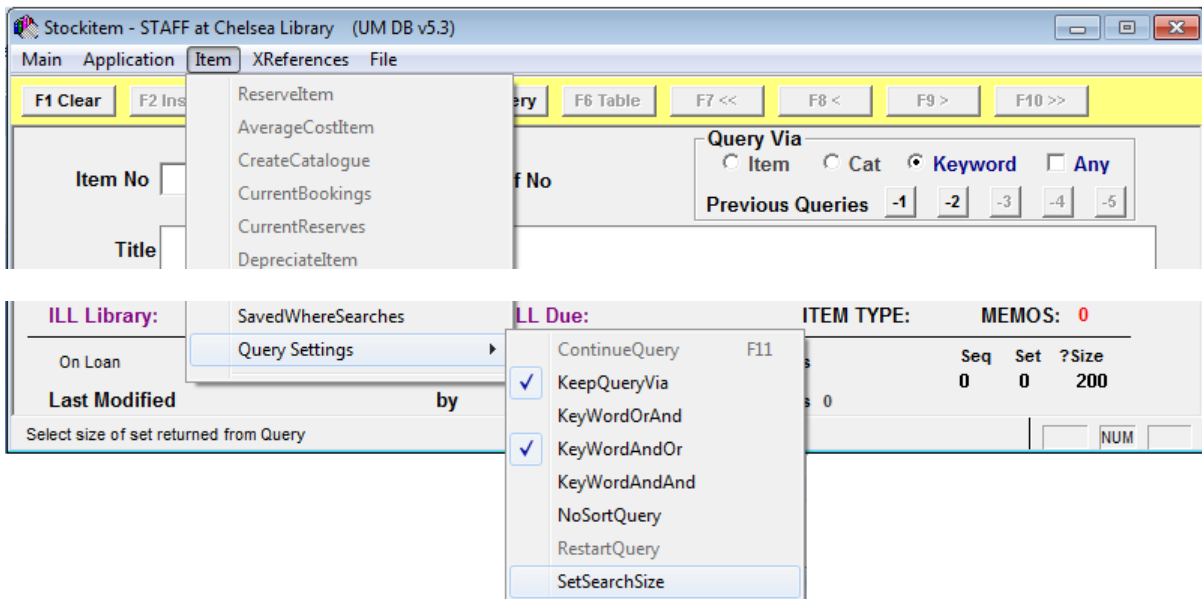 Stockitem - STAFF at Chelsea Library (UM DB v5.3)
Main Application Item XReferences File
F1 Clear F2 Ins ery F6 Table F7 << F8 < F9 > F10 >>
ReserveItem
AverageCostItem
CreateCatalogue
CurrentBookings
CurrentReserves
DepreciateItem
Query Via
Item Cat Keyword Any
Item No f No
Previous Queries -1 -2 -3 -4 -5
Title
ILL Library: SavedWhereSearches LL Due: ITEM TYPE: MEMOS: 0
On Loan Query Settings s Seq Set ?Size
0 0 200
Last Modified by s 0
Select size of set returned from Query NUM
ContinueQuery F11
KeepQueryVia
KeyWordOrAnd
KeyWordAndOr
KeyWordAndAnd
NoSortQuery
RestartQuery
SetSearchSize